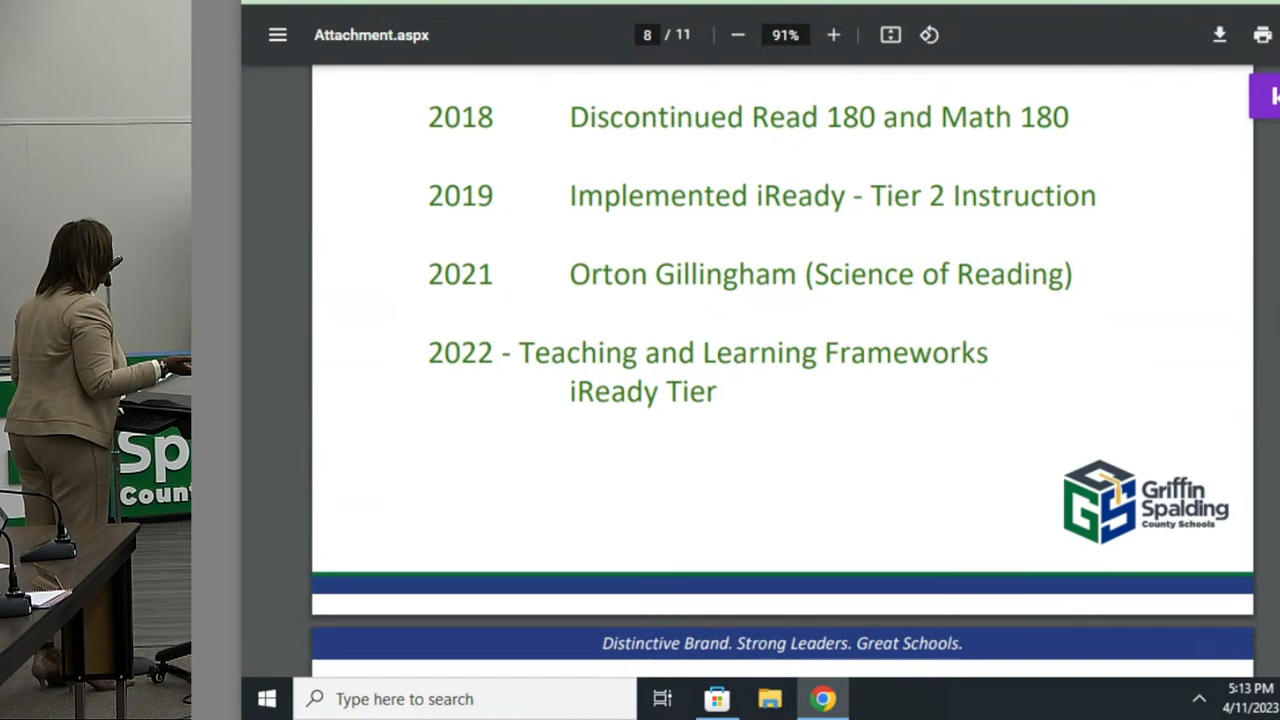 Attachment.aspx
8 / 11
91%
2018 Discontinued Read 180 and Math 180
2019 Implemented iReady - Tier 2 Instruction
2021 Orton Gillingham (Science of Reading)
2022 - Teaching and Learning Frameworks
iReady Tier
Sp
Coun
GS
Griffin
Spalding
County Schools
Distinctive Brand. Strong Leaders. Great Schools.
Type here to search
5:13 PM
4/11/2023